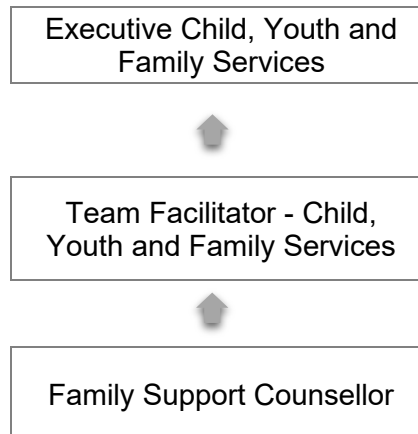 Executive Child, Youth and
Family Services
Team Facilitator - Child,
Youth and Family Services
Family Support Counsellor